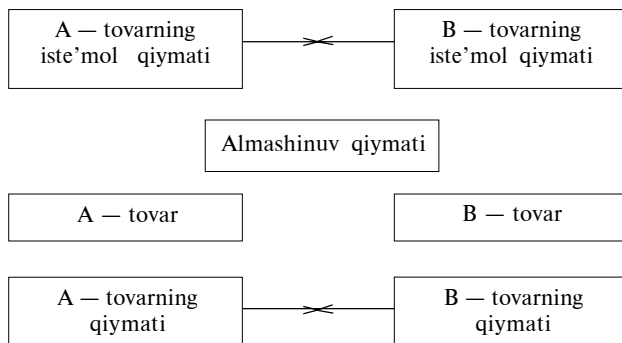 A — tovarning
iste’mol qiymati
B — tovarning
iste’mol qiymati
Almashinuv qiymati
A — tovar
B — tovar
A — tovarning
qiymati
B — tovarning
qiymati